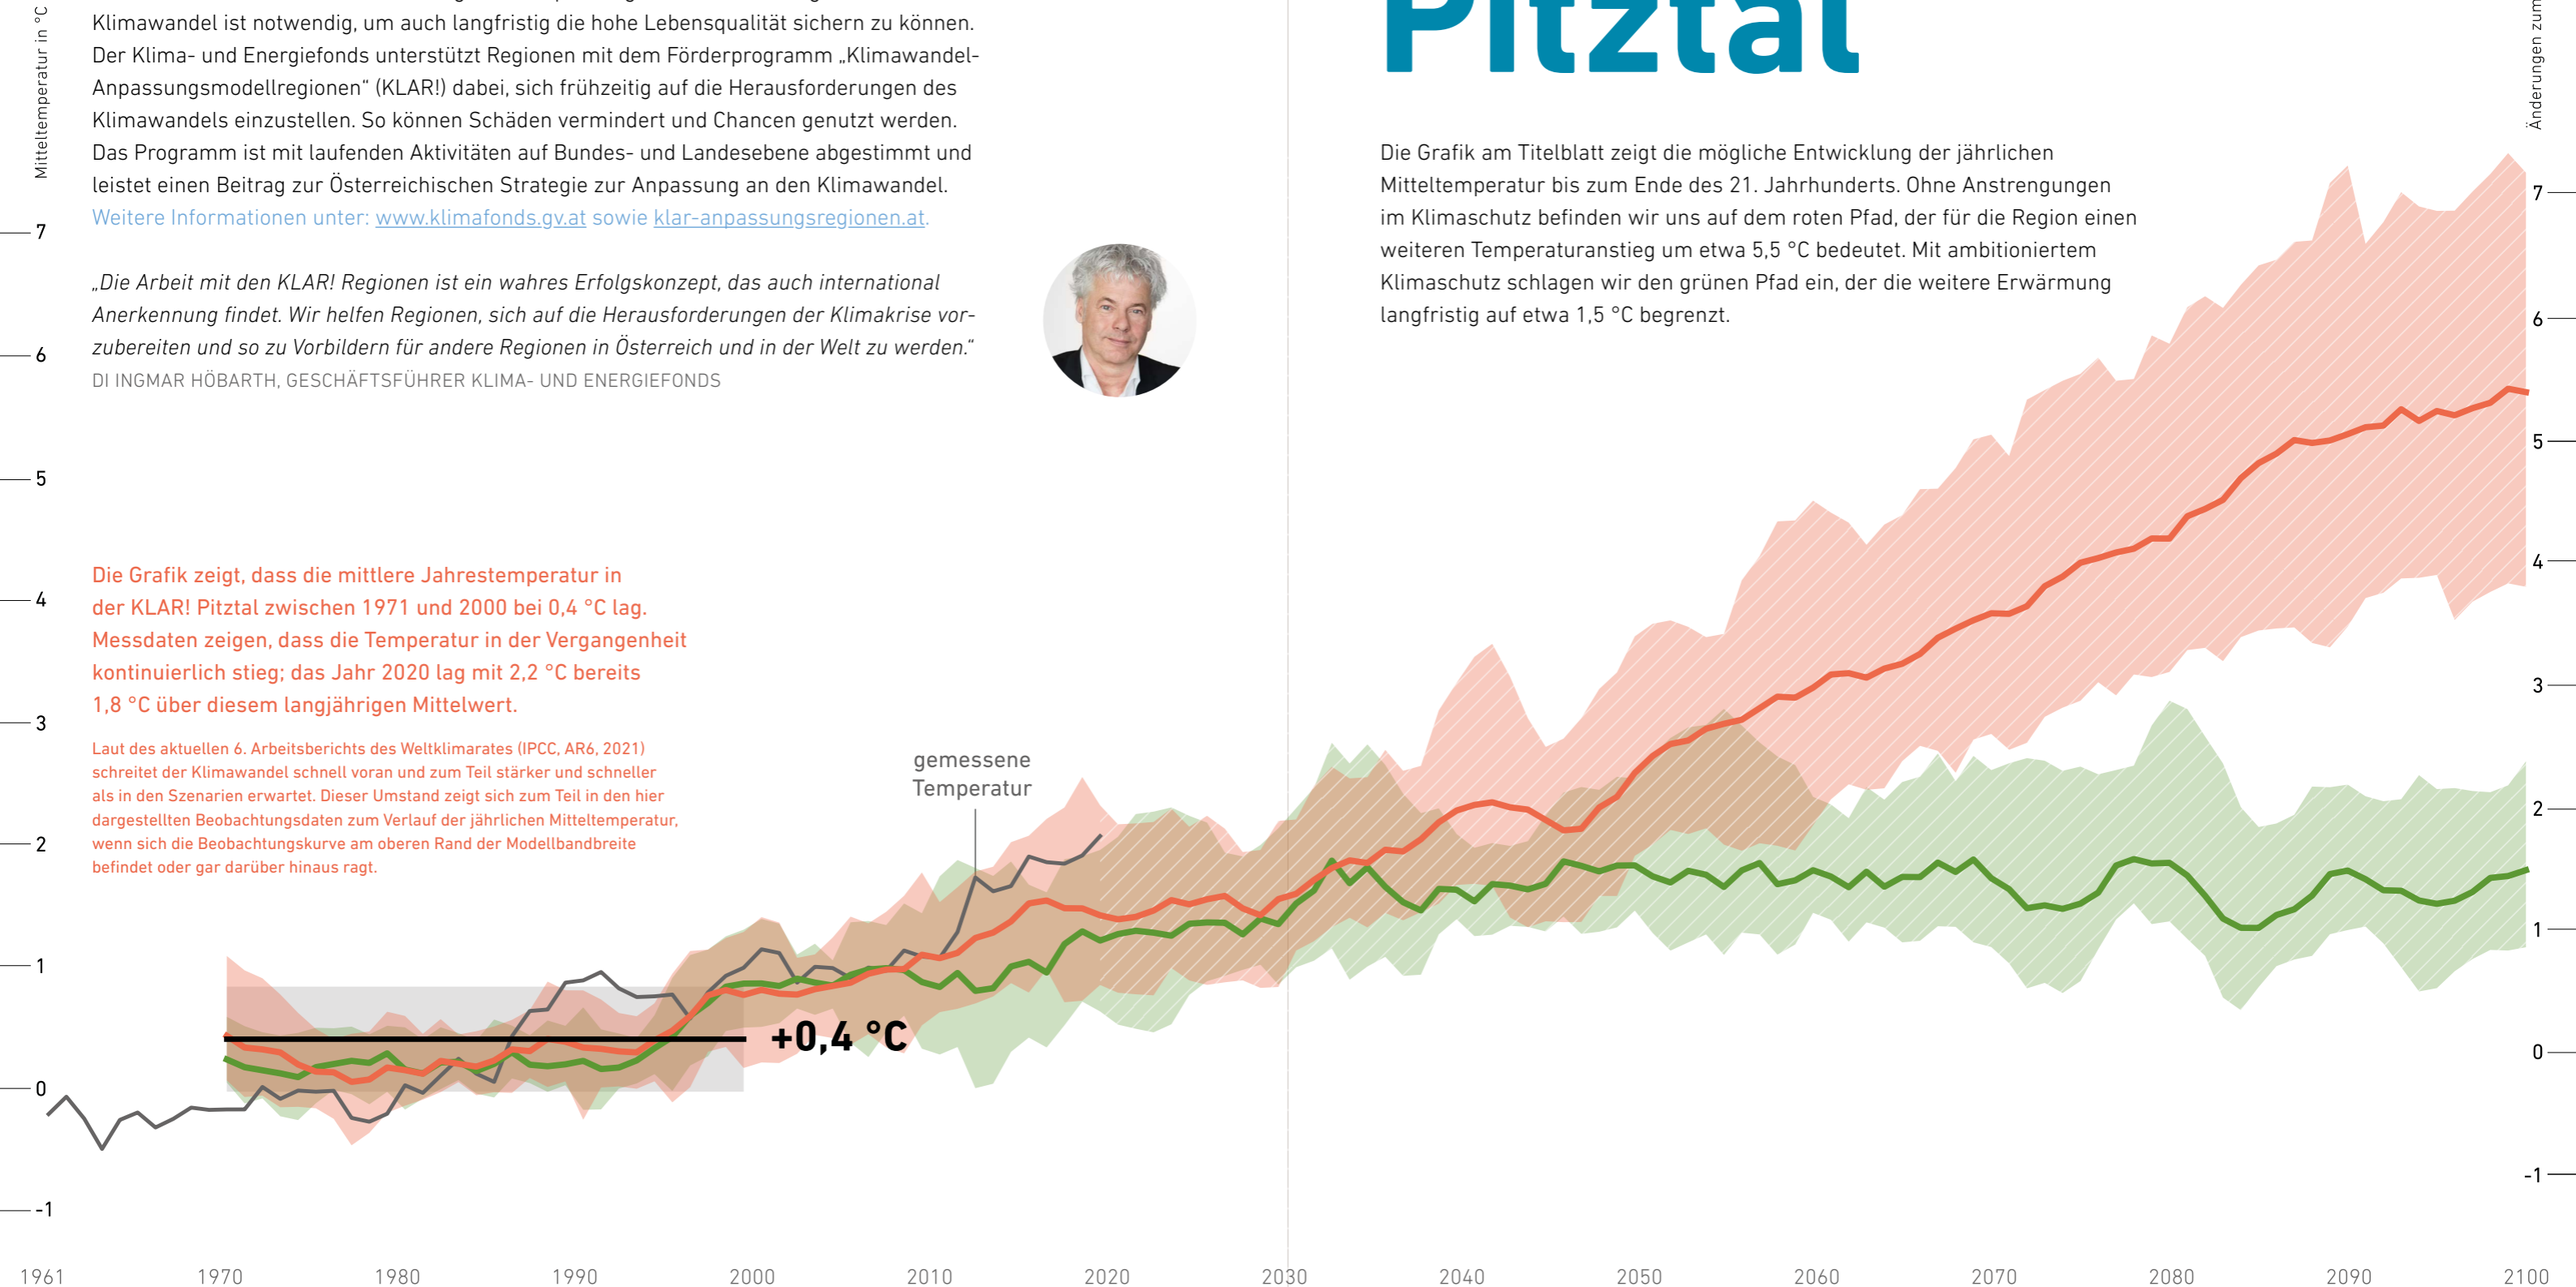 Mitteltemperatur in °C
Klimawandel ist notwendig, um auch langfristig die hohe Lebensqualität sichern zu können.
Der Klima- und Energiefonds unterstützt Regionen mit dem Förderprogramm „Klimawandel-
Anpassungsmodellregionen“ (KLAR!) dabei, sich frühzeitig auf die Herausforderungen des
Klimawandels einzustellen. So können Schäden vermindert und Chancen genutzt werden.
Das Programm ist mit laufenden Aktivitäten auf Bundes- und Landesebene abgestimmt und
leistet einen Beitrag zur Österreichischen Strategie zur Anpassung an den Klimawandel.
Weitere Informationen unter: www.klimafonds.gv.at sowie klar-anpassungsregionen.at.
„Die Arbeit mit den KLAR! Regionen ist ein wahres Erfolgskonzept, das auch international
Anerkennung findet. Wir helfen Regionen, sich auf die Herausforderungen der Klimakrise vor-
zubereiten und so zu Vorbildern für andere Regionen in Österreich und in der Welt zu werden.“
DI INGMAR HÖBARTH, GESCHÄFTSFÜHRER KLIMA- UND ENERGIEFONDS
Die Grafik zeigt, dass die mittlere Jahrestemperatur in
der KLAR! Pitztal zwischen 1971 und 2000 bei 0,4 °C lag.
Messdaten zeigen, dass die Temperatur in der Vergangenheit
kontinuierlich stieg; das Jahr 2020 lag mit 2,2 °C bereits
1,8 °C über diesem langjährigen Mittelwert.
Laut des aktuellen 6. Arbeitsberichts des Weltklimarates (IPCC, AR6, 2021)
schreitet der Klimawandel schnell voran und zum Teil stärker und schneller
als in den Szenarien erwartet. Dieser Umstand zeigt sich zum Teil in den hier
dargestellten Beobachtungsdaten zum Verlauf der jährlichen Mitteltemperatur,
wenn sich die Beobachtungskurve am oberen Rand der Modellbandbreite
befindet oder gar darüber hinaus ragt.
7
6
5
4
3
2
1
0
-1
gemessene
Temperatur
+0,4 °C
Pitztal
Die Grafik am Titelblatt zeigt die mögliche Entwicklung der jährlichen
Mitteltemperatur bis zum Ende des 21. Jahrhunderts. Ohne Anstrengungen
im Klimaschutz befinden wir uns auf dem roten Pfad, der für die Region einen
weiteren Temperaturanstieg um etwa 5,5 °C bedeutet. Mit ambitioniertem
Klimaschutz schlagen wir den grünen Pfad ein, der die weitere Erwärmung
langfristig auf etwa 1,5 °C begrenzt.
Änderungen zum
7
6
5
4
3
2
1
0
-1
1961 1970 1980 1990 2000 2010 2020 2030 2040 2050 2060 2070 2080 2090 2100